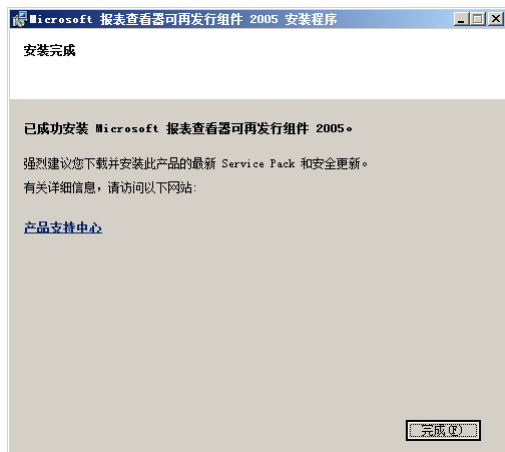 Microsoft 报表查看器可再发行组件 2005 安装程序
安装完成
已成功安装 Microsoft 报表查看器可再发行组件 2005。
强烈建议您下载并安装此产品的最新 Service Pack 和安全更新。
有关详细信息，请访问以下网站:
产品支持中心
完成(F)